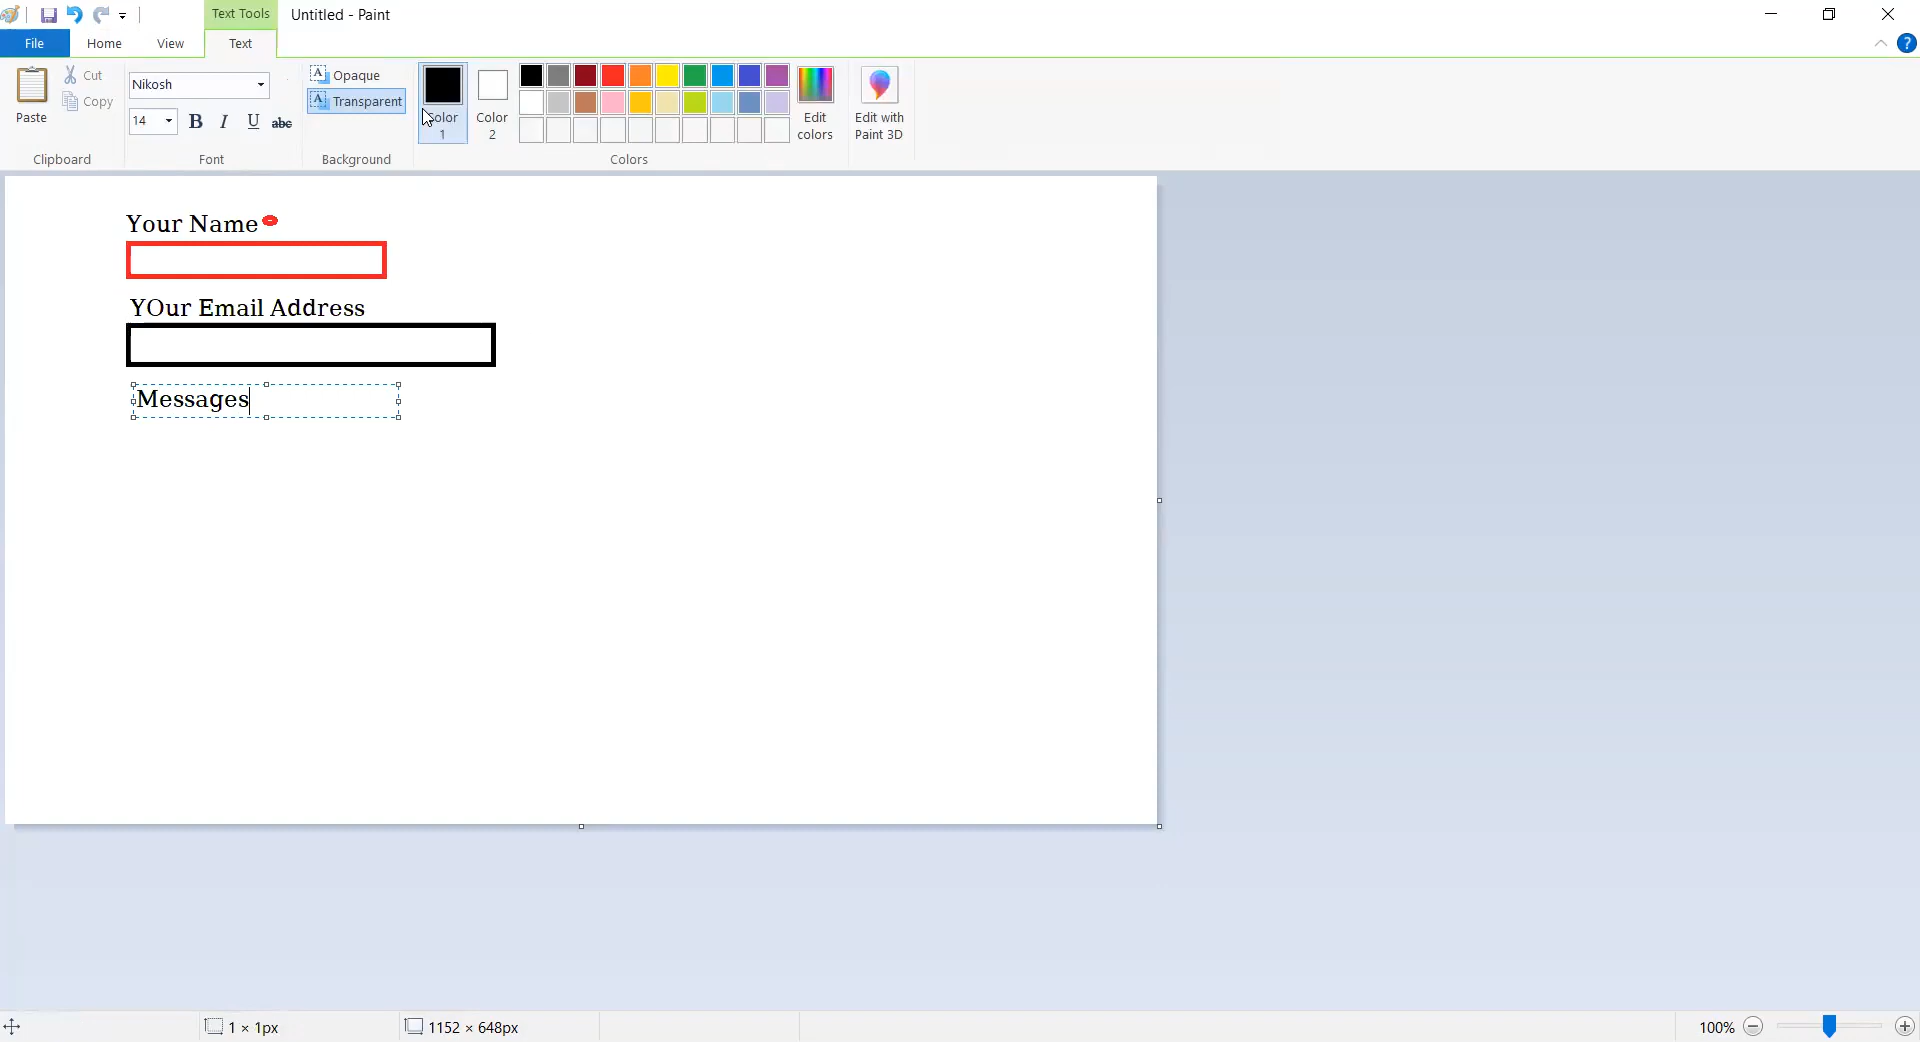 Text Tools
Untitled - Paint
File
Home
View
Text
Paste
Cut
Copy
Clipboard
Nikosh
14
B
I
U
abc
Font
A Opaque
A Transparent
Background
Color
1
Color
2
Edit
colors
Colors
Edit with
Paint 3D
?
Your Name
YOur Email Address
Messages
1 × 1px
1152 × 648px
100%